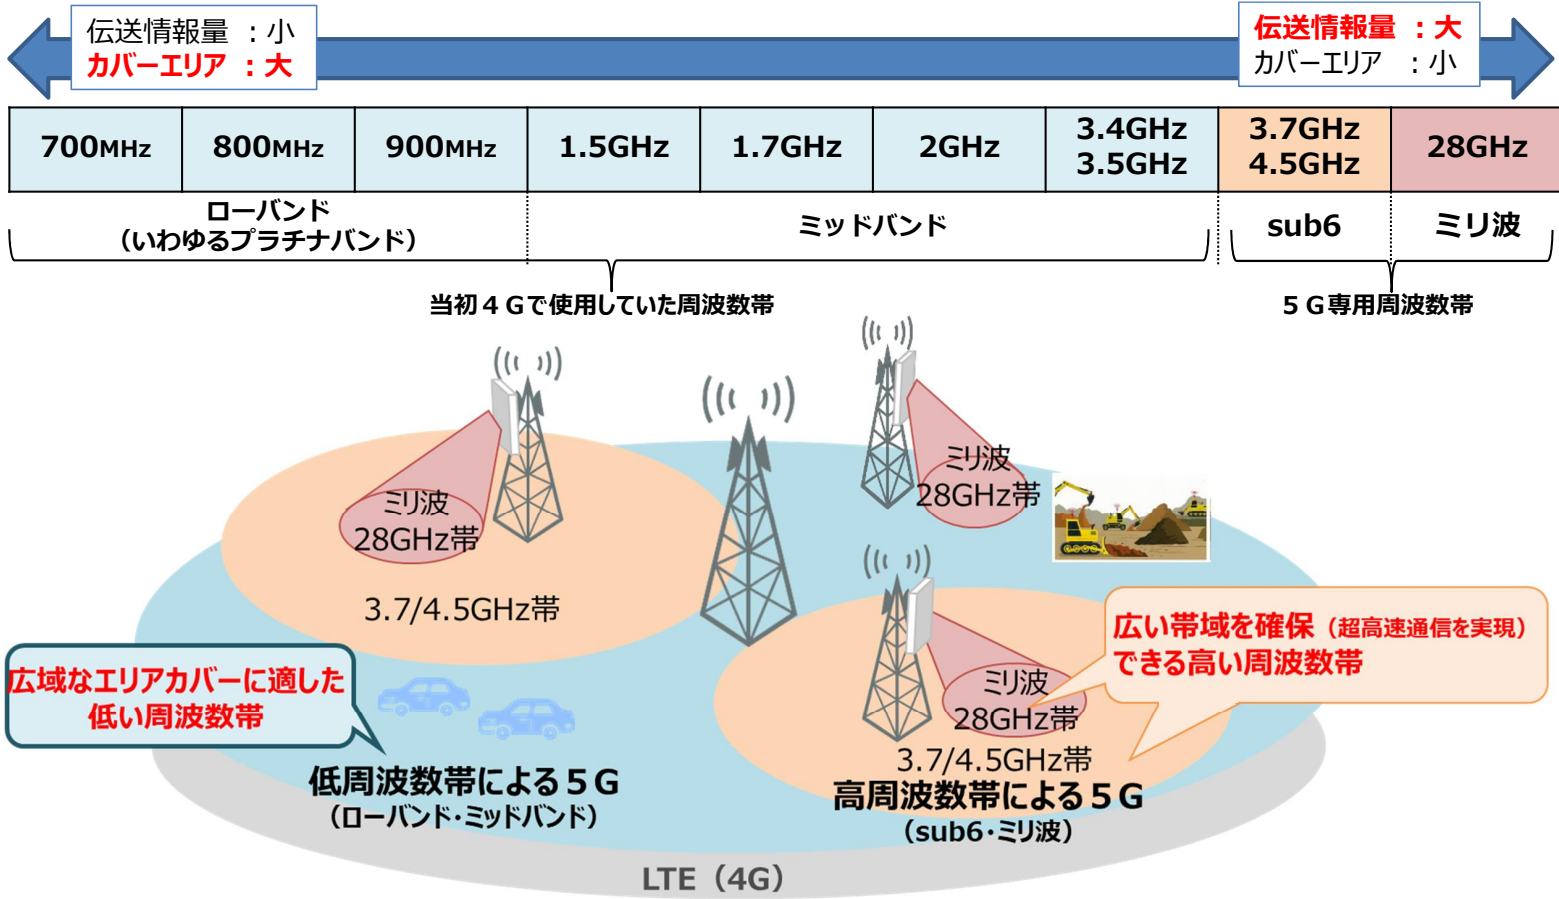 伝送情報量 :小
カバーエリア :大
伝送情報量 :大
カバーエリア :小
700MHz
800MHz
900MHz
1.5GHz
1.7GHz
2GHz
3.4GHz
3.5GHz
3.7GHz
4.5GHz
28GHz
ローバンド
(いわゆるプラチナバンド)
ミッドバンド
sub6
ミリ波
当初4Gで使用していた周波数帯
5G専用周波数帯
ミリ波
28GHz帯
3.7/4.5GHz帯
ミリ波
28GHz帯
広い帯域を確保(超高速通信を実現)
できる高い周波数帯
広域なエリアカバーに適した
低い周波数帯
ミリ波
28GHz帯
3.7/4.5GHz帯
低周波数帯による5G
(ローバンド・ミッドバンド)
高周波数帯による5G
(sub6・ミリ波)
LTE(4G)